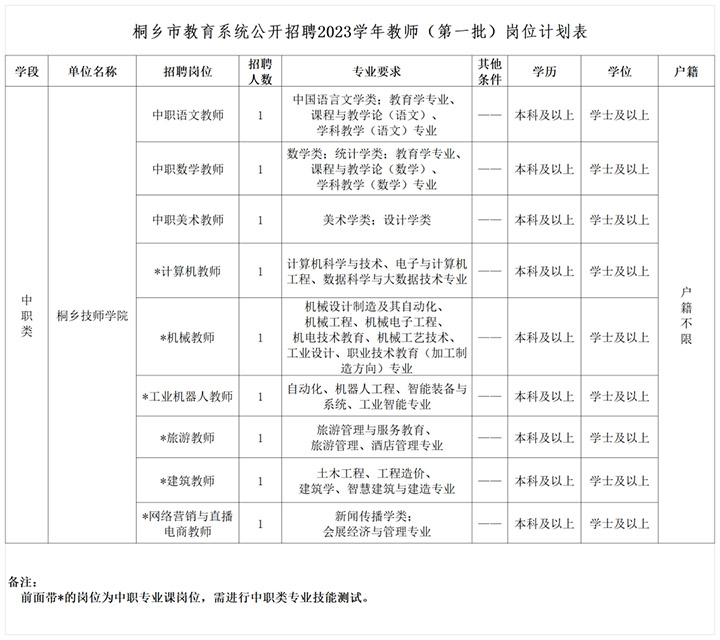 桐乡市教育系统公开招聘2023学年教师（第一批）岗位计划表
学段 单位名称 招聘岗位 招聘人数 专业要求 其他条件 学历 学位 户籍
中职类 桐乡技师学院 户籍不限
中职语文教师 1 中国语言文学类；教育学专业、课程与教学论（语文）、学科教学（语文）专业 —— 本科及以上 学士及以上
中职数学教师 1 数学类；统计学类；教育学专业、课程与教学论（数学）、学科教学（数学）专业 —— 本科及以上 学士及以上
中职美术教师 1 美术学类；设计学类 —— 本科及以上 学士及以上
*计算机教师 1 计算机科学与技术、电子与计算机工程、数据科学与大数据技术专业 —— 本科及以上 学士及以上
*机械教师 1 机械设计制造及其自动化、机械工程、机械电子工程、机电技术教育、机械工艺技术、工业设计、职业技术教育（加工制造方向）专业 —— 本科及以上 学士及以上
*工业机器人教师 1 自动化、机器人工程、智能装备与系统、工业智能专业 —— 本科及以上 学士及以上
*旅游教师 1 旅游管理与服务教育、旅游管理、酒店管理专业 —— 本科及以上 学士及以上
*建筑教师 1 土木工程、工程造价、建筑学、智慧建筑与建造专业 —— 本科及以上 学士及以上
*网络营销与直播电商教师 1 新闻传播学类；会展经济与管理专业 —— 本科及以上 学士及以上
备注：
前面带*的岗位为中职专业课岗位，需进行中职类专业技能测试。